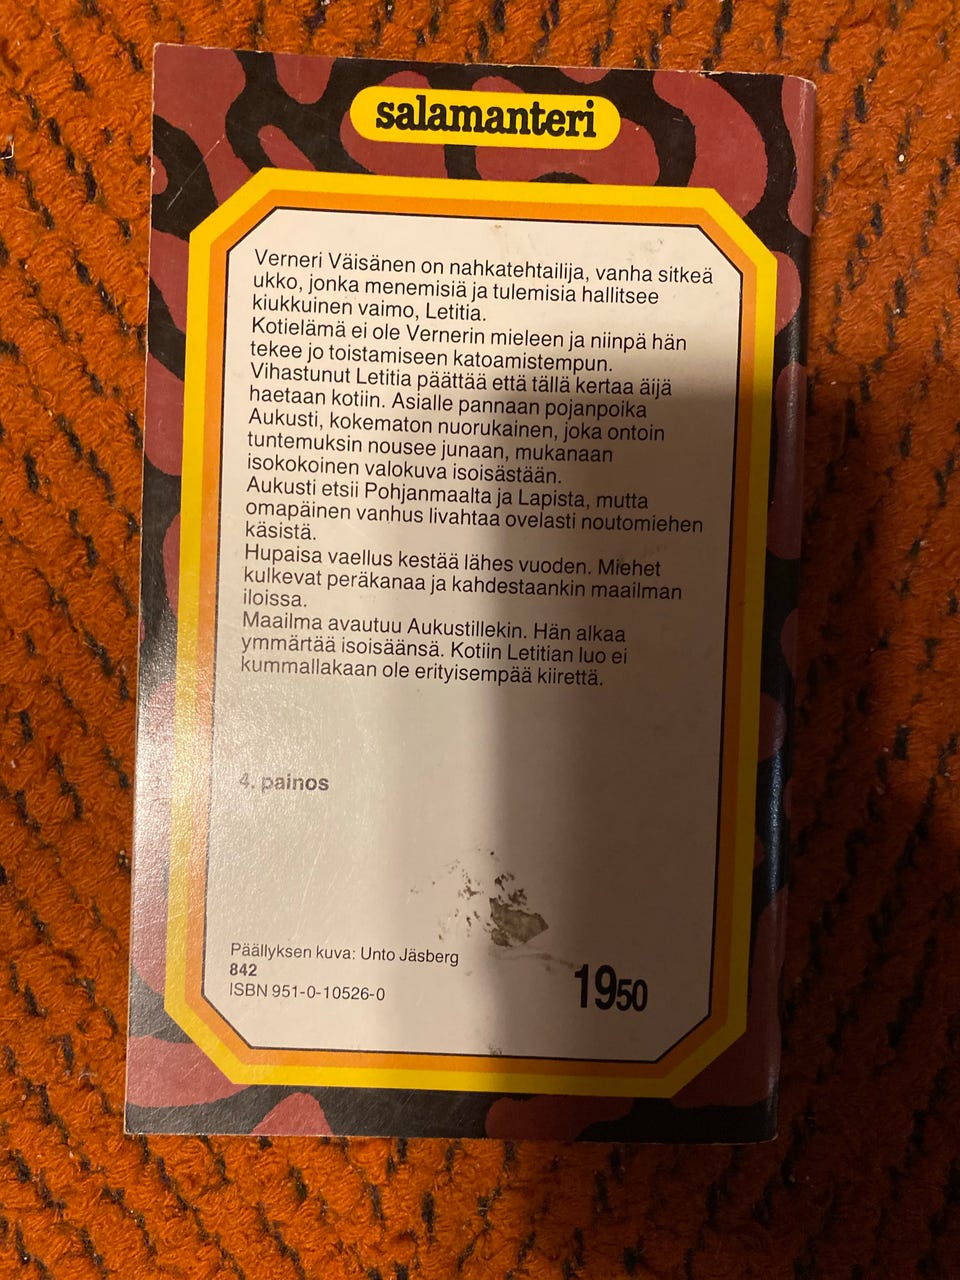 salamanteri
Verneri Väisänen on nahkatehtailija, vanha sitkeä
ukko, jonka menemisiä ja tulemisia hallitsee
kiukkuinen vaimo, Letitia.
Kotielämä ei ole Vernerin mieleen ja niinpä hän
tekee jo toistamiseen katoamistempun.
Vihastunut Letitia päättää että tällä kertaa äijä
haetaan kotiin. Asialle pannaan pojanpoika
Aukusti, kokematon nuorukainen, joka ontoin
tuntemuksin nousee junaan, mukanaan
isokokoinen valokuva isoisästään.
Aukusti etsii Pohjanmaalta ja Lapista, mutta
omapäinen vanhus livahtaa ovelasti noutomiehen
käsistä.
Hupaisa vaellus kestää lähes vuoden. Miehet
kulkevat peräkanaa ja kahdestaankin maailman
iloissa.
Maailma avautuu Aukustillekin. Hän alkaa
ymmärtää isoisäänsä. Kotiin Letitian luo ei
kummallakaan ole erityisempää kiirettä.
4. painos
Päällyksen kuva: Unto Jäsberg
842
ISBN 951-0-10526-0
1950